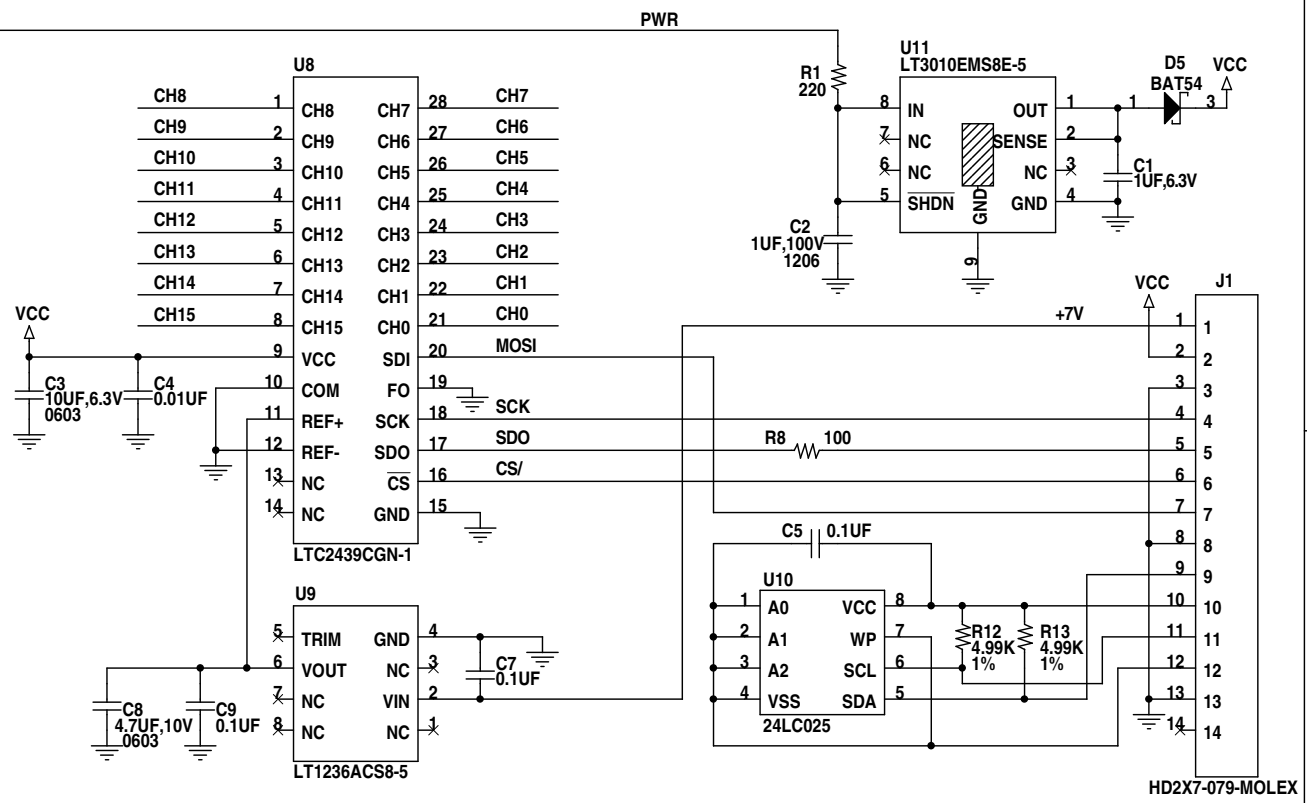 PWR
U11
LT3010EMS8E-5
R1
220
8 IN
7 NC
6 NC
5 SHDN
OUT 1
SENSE 2
NC 3
GND 4
GND
9
1 D5 3
BAT54
VCC
C1
1UF,6.3V
C2
1UF,100V
1206
U8
CH8 1 CH8 CH7 28 CH7
CH9 2 CH9 CH6 27 CH6
CH10 3 CH10 CH5 26 CH5
CH11 4 CH11 CH4 25 CH4
CH12 5 CH12 CH3 24 CH3
CH13 6 CH13 CH2 23 CH2
CH14 7 CH14 CH1 22 CH1
CH15 8 CH15 CH0 21 CH0
9 VCC SDI 20 MOSI
10 COM FO 19
11 REF+ SCK 18 SCK
12 REF- SDO 17 SDO
13 NC CS 16 CS/
14 NC GND 15
LTC2439CGN-1
VCC
C3
10UF,6.3V
0603
C4
0.01UF
R8 100
+7V
VCC
J1
1 1
2 2
3 3
4 4
5 5
6 6
7 7
8 8
9 9
10 10
11 11
12 12
13 13
14 14
HD2X7-079-MOLEX
C5 0.1UF
U10
1 A0 VCC 8
2 A1 WP 7
3 A2 SCL 6
4 VSS SDA 5
24LC025
R12
4.99K
1%
R13
4.99K
1%
U9
5 TRIM GND 4
6 VOUT NC 3
7 NC VIN 2
8 NC NC 1
LT1236ACS8-5
C7
0.1UF
C8
4.7UF,10V
0603
C9
0.1UF